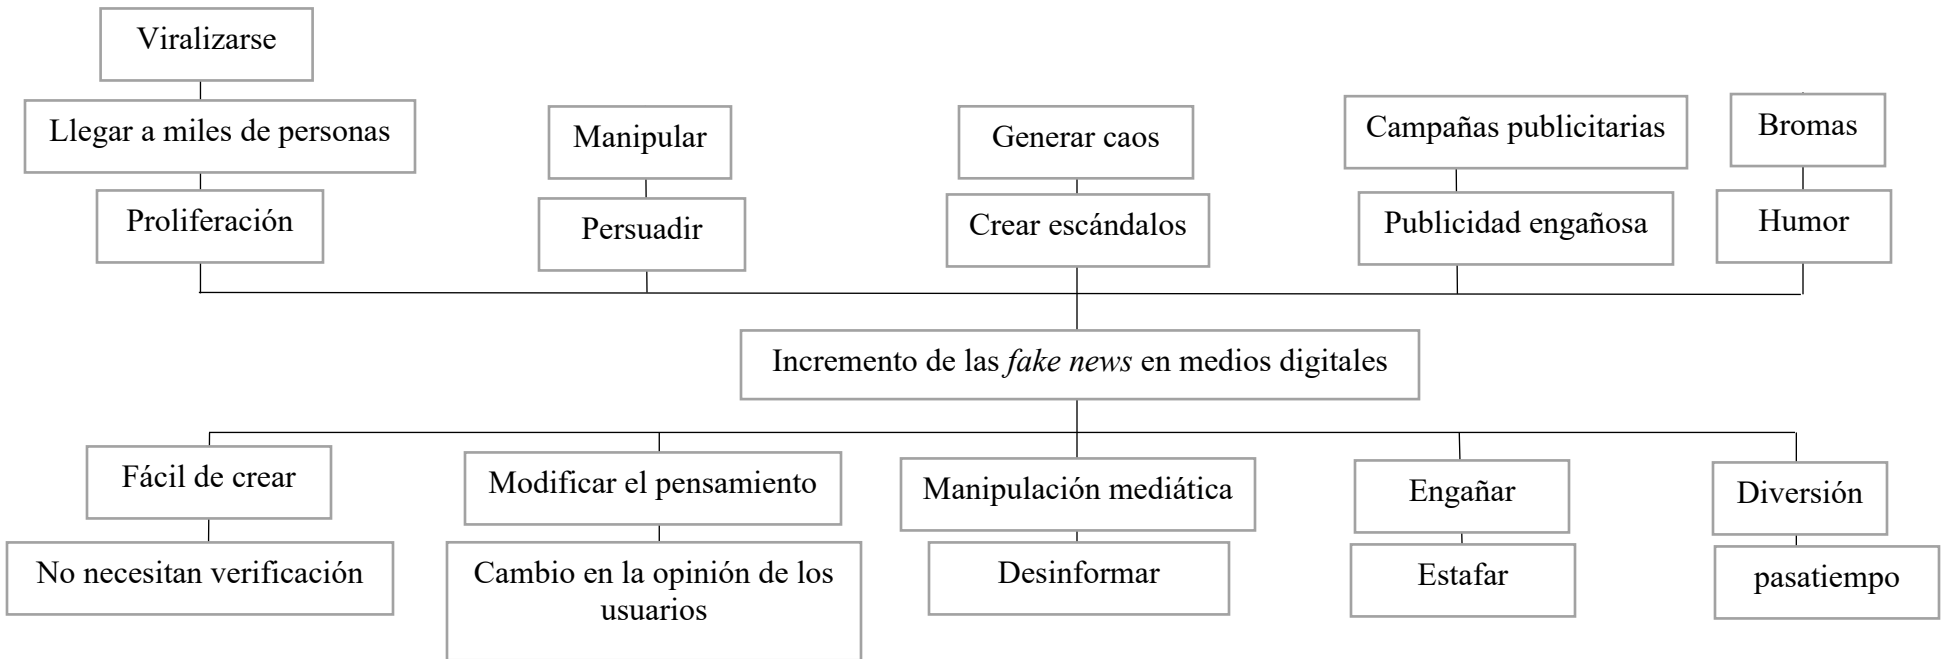 Viralizarse
Llegar a miles de personas
Proliferación
Manipular
Persuadir
Generar caos
Crear escándalos
Campañas publicitarias
Publicidad engañosa
Bromas
Humor
Incremento de las fake news en medios digitales
Fácil de crear
No necesitan verificación
Modificar el pensamiento
Cambio en la opinión de los
usuarios
Manipulación mediática
Desinformar
Engañar
Estafar
Diversión
pasatiempo